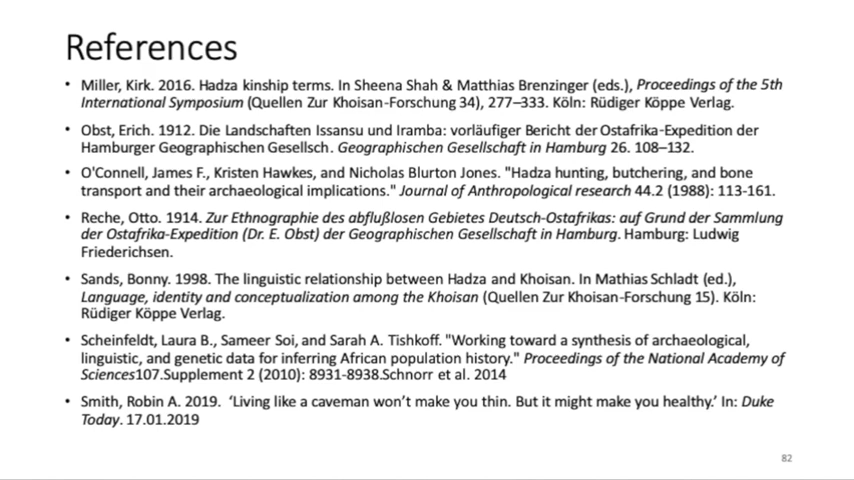 References
• Miller, Kirk. 2016. Hadza kinship terms. In Sheena Shah & Matthias Brenzinger (eds.), Proceedings of the 5th
International Symposium (Quellen Zur Khoisan-Forschung 34), 277–333. Köln: Rüdiger Köppe Verlag.
• Obst, Erich. 1912. Die Landschaften Issansu und Iramba: vorläufiger Bericht der Ostafrika-Expedition der
Hamburger Geographischen Gesellsch. Geographischen Gesellschaft in Hamburg 26. 108–132.
• O'Connell, James F., Kristen Hawkes, and Nicholas Blurton Jones. "Hadza hunting, butchering, and bone
transport and their archaeological implications." Journal of Anthropological research 44.2 (1988): 113-161.
• Reche, Otto. 1914. Zur Ethnographie des abflußlosen Gebietes Deutsch-Ostafrikas: auf Grund der Sammlung
der Ostafrika-Expedition (Dr. E. Obst) der Geographischen Gesellschaft in Hamburg. Hamburg: Ludwig
Friederichsen.
• Sands, Bonny. 1998. The linguistic relationship between Hadza and Khoisan. In Mathias Schladt (ed.),
Language, identity and conceptualization among the Khoisan (Quellen Zur Khoisan-Forschung 15). Köln:
Rüdiger Köppe Verlag.
• Scheinfeldt, Laura B., Sameer Soi, and Sarah A. Tishkoff. "Working toward a synthesis of archaeological,
linguistic, and genetic data for inferring African population history." Proceedings of the National Academy of
Sciences107.Supplement 2 (2010): 8931-8938.Schnorr et al. 2014
• Smith, Robin A. 2019. ‘Living like a caveman won’t make you thin. But it might make you healthy.’ In: Duke
Today. 17.01.2019
82